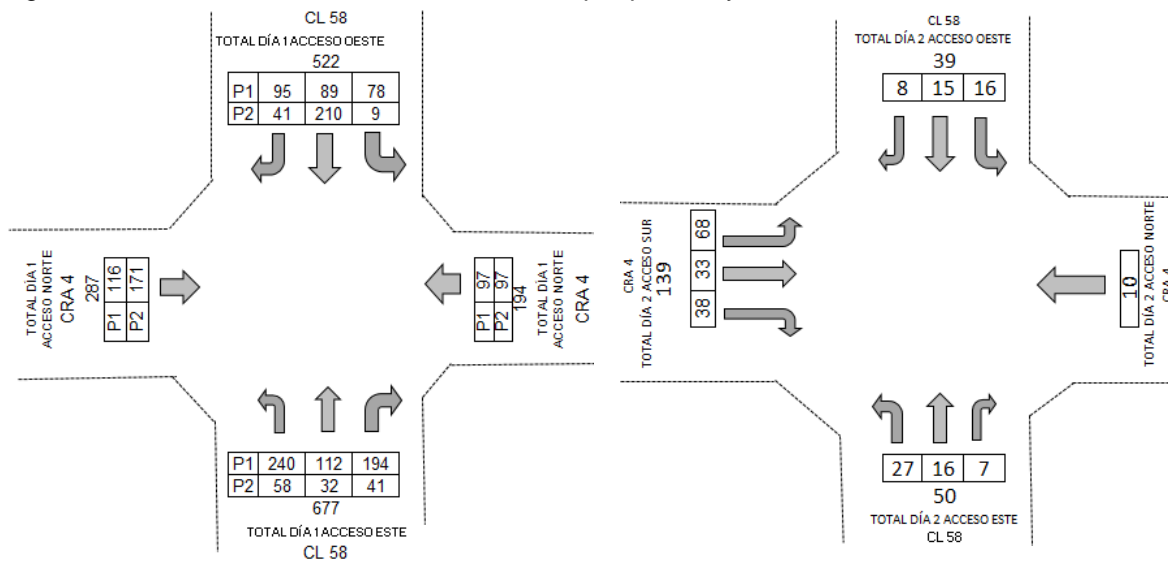 CL 58
TOTAL DÍA 1 ACCESO OESTE
522
P1 95 89 78
P2 41 210 9
TOTAL DÍA 1
ACCESO NORTE
CRA 4
287
P1 116
P2 171
P1 97
P2 97
194
TOTAL DÍA 1
ACCESO NORTE
CRA 4
P1 240 112 194
P2 58 32 41
677
TOTAL DÍA 1 ACCESO ESTE
CL 58
CL 58
TOTAL DÍA 2 ACCESO OESTE
39
8 15 16
CRA 4
TOTAL DÍA 2 ACCESO SUR
139
38 33 68
10
TOTAL DÍA 2 ACCESO NORTE
CRA 4
27 16 7
50
TOTAL DÍA 2 ACCESO ESTE
CL 58